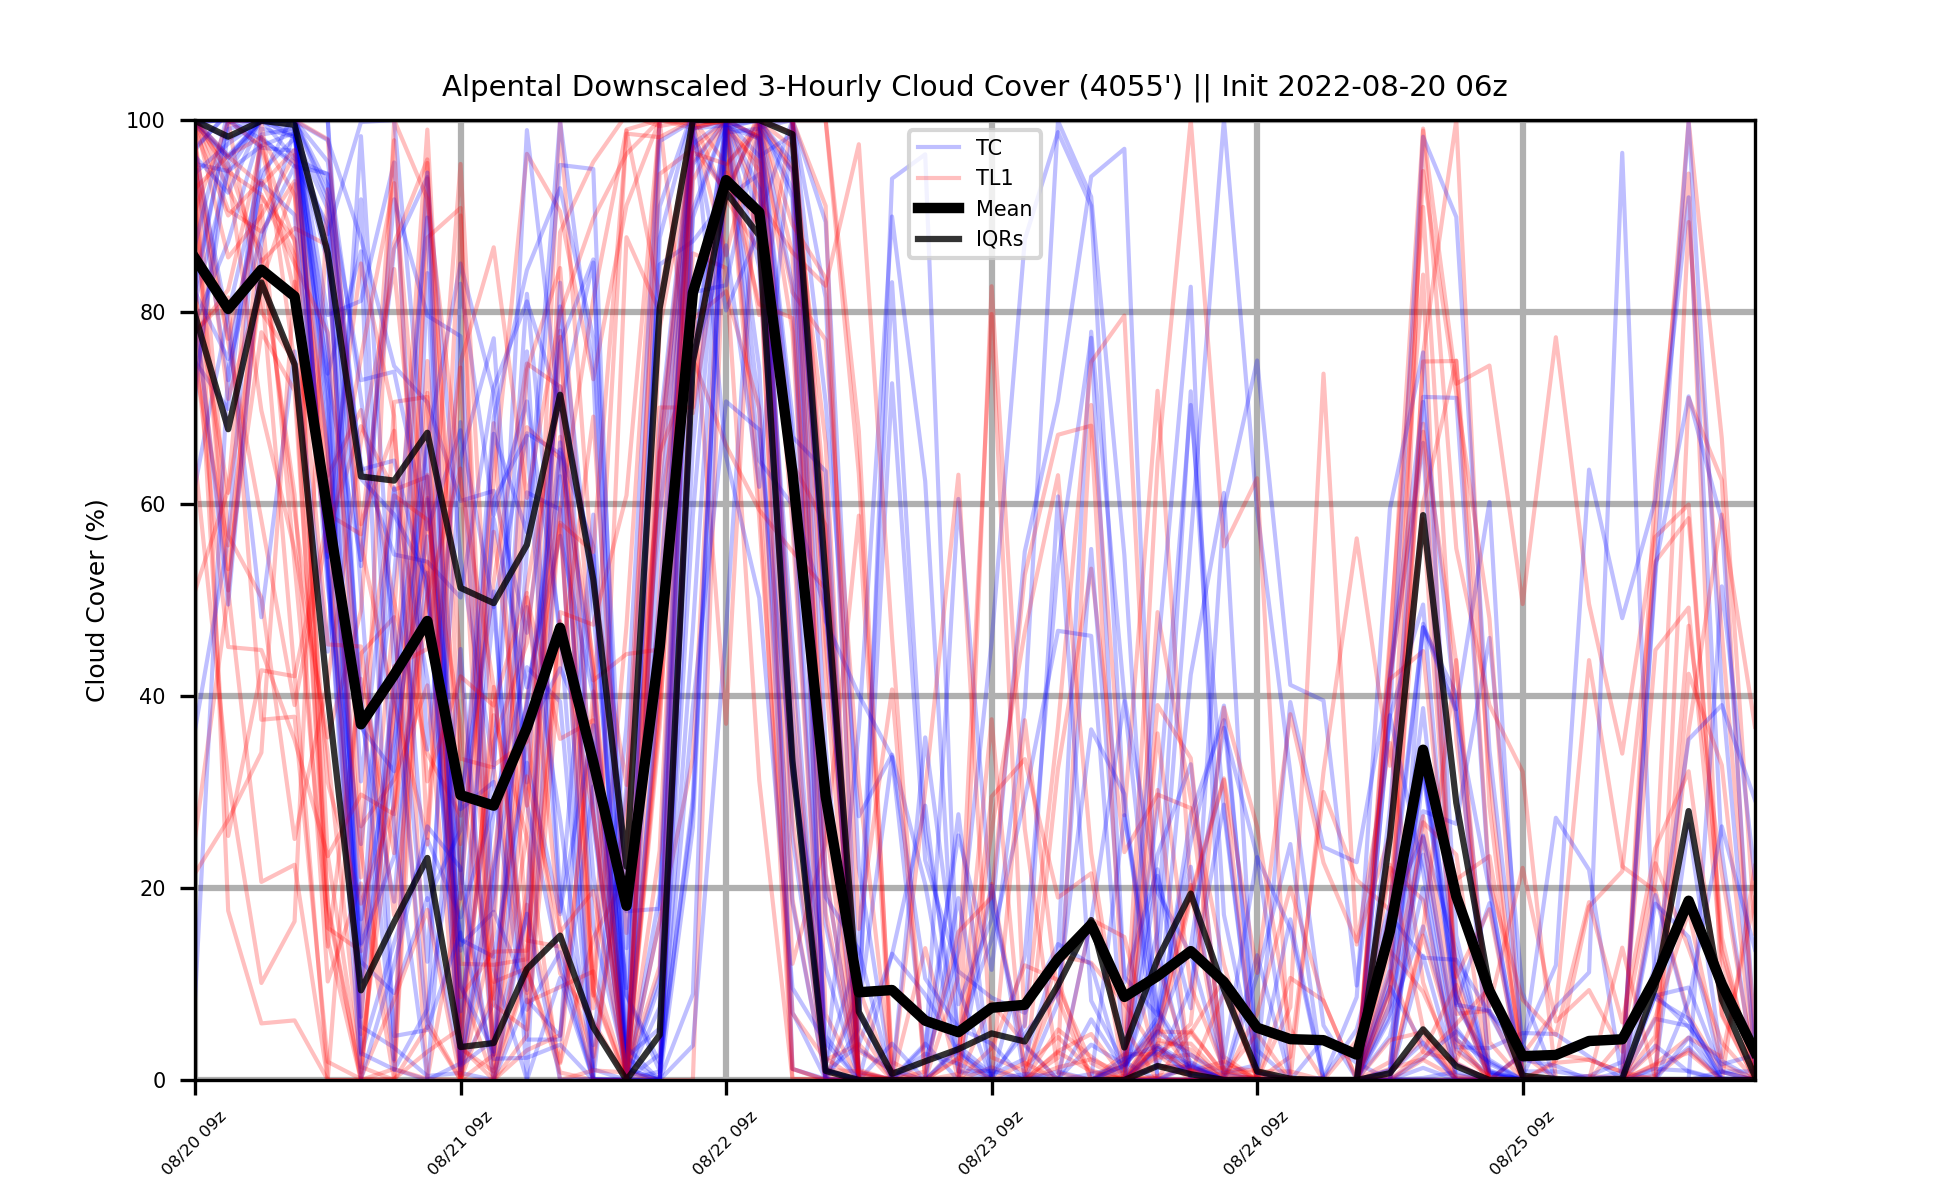 Alpental Downscaled 3-Hourly Cloud Cover (4055') || Init 2022-08-20 06z
TC
TL1
Mean
IQRs
Cloud Cover (%)
100
80
60
40
20
0
08/20 09z
08/21 09z
08/22 09z
08/23 09z
08/24 09z
08/25 09z